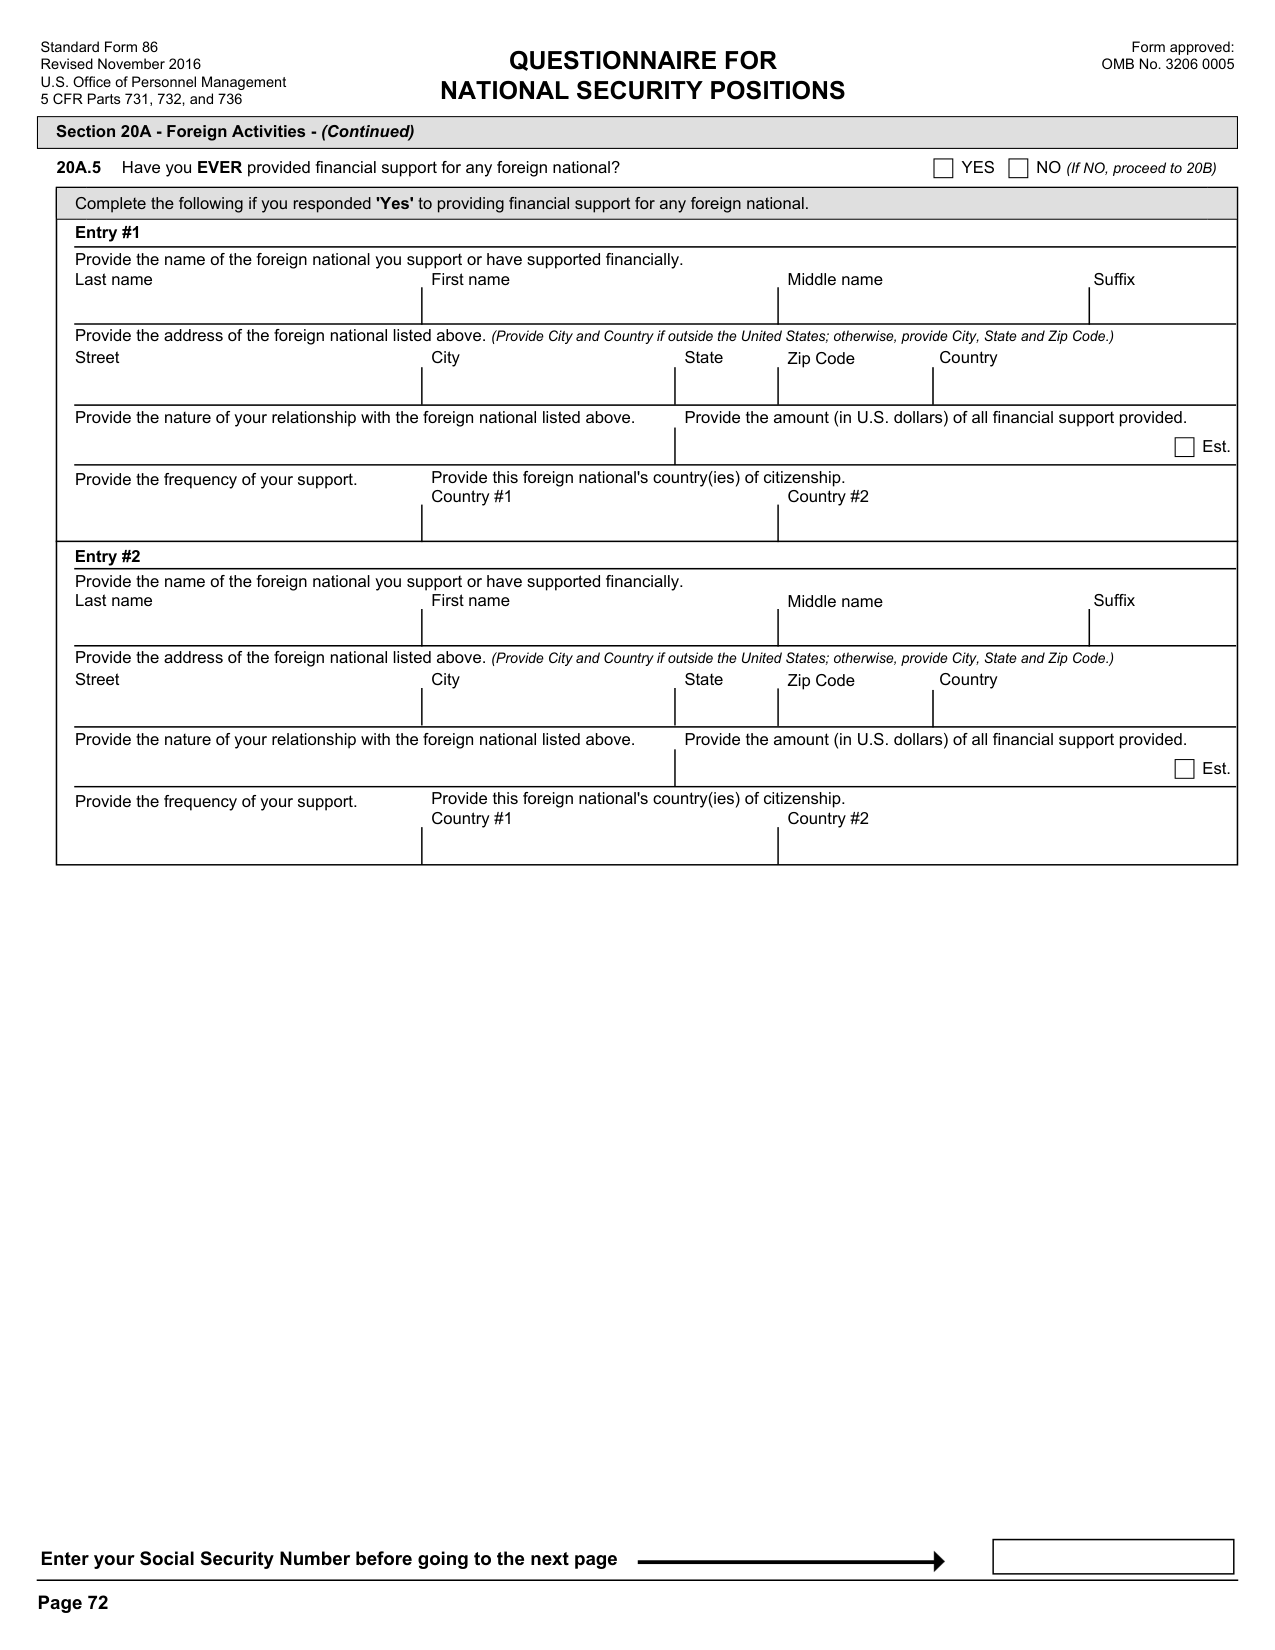 Standard Form 86
Revised November 2016
U.S. Office of Personnel Management
5 CFR Parts 731, 732, and 736
QUESTIONNAIRE FOR
NATIONAL SECURITY POSITIONS
Form approved:
OMB No. 3206 0005
Section 20A - Foreign Activities - (Continued)
20A.5 Have you EVER provided financial support for any foreign national? YES NO (If NO, proceed to 20B)
Complete the following if you responded 'Yes' to providing financial support for any foreign national.
Entry #1
Provide the name of the foreign national you support or have supported financially.
Last name First name Middle name Suffix
Provide the address of the foreign national listed above. (Provide City and Country if outside the United States; otherwise, provide City, State and Zip Code.)
Street City State Zip Code Country
Provide the nature of your relationship with the foreign national listed above. Provide the amount (in U.S. dollars) of all financial support provided.
Est.
Provide the frequency of your support. Provide this foreign national's country(ies) of citizenship.
Country #1 Country #2
Entry #2
Provide the name of the foreign national you support or have supported financially.
Last name First name Middle name Suffix
Provide the address of the foreign national listed above. (Provide City and Country if outside the United States; otherwise, provide City, State and Zip Code.)
Street City State Zip Code Country
Provide the nature of your relationship with the foreign national listed above. Provide the amount (in U.S. dollars) of all financial support provided.
Est.
Provide the frequency of your support. Provide this foreign national's country(ies) of citizenship.
Country #1 Country #2
Enter your Social Security Number before going to the next page
Page 72